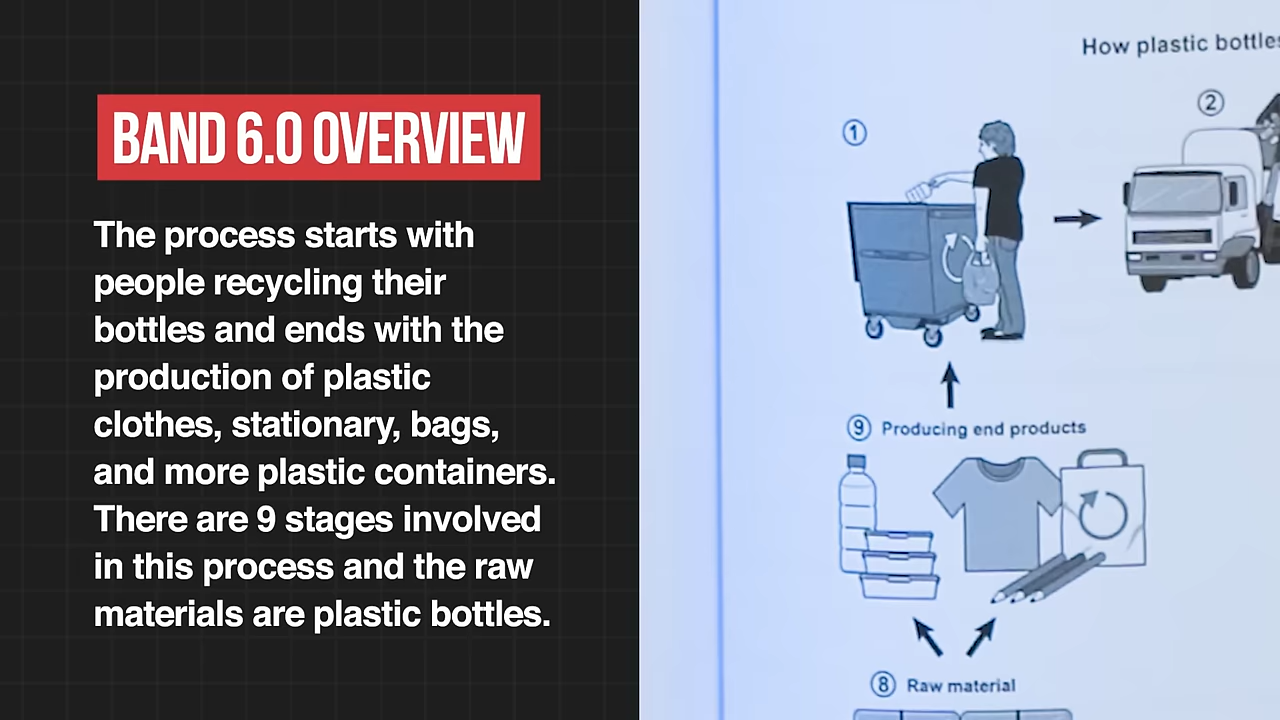 BAND 6.0 OVERVIEW
The process starts with
people recycling their
bottles and ends with the
production of plastic
clothes, stationary, bags,
and more plastic containers.
There are 9 stages involved
in this process and the raw
materials are plastic bottles.
How plastic bottles
1
2
9 Producing end products
8 Raw material